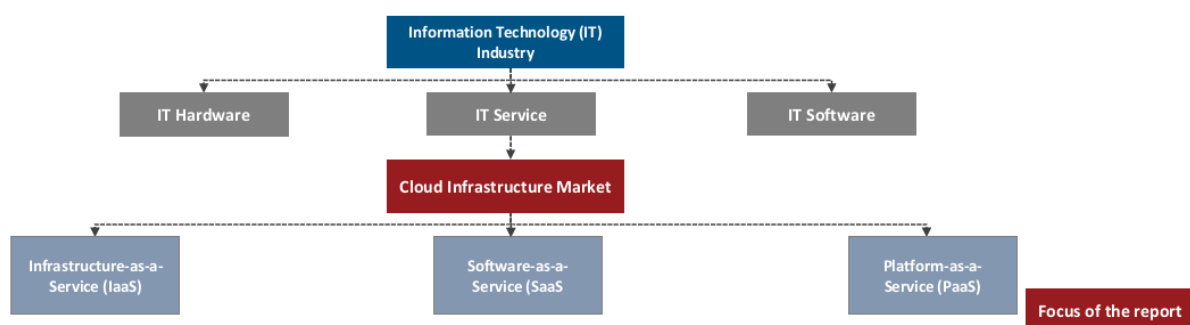 Information Technology (IT)
Industry
IT Hardware
IT Service
IT Software
Cloud Infrastructure Market
Infrastructure-as-a-
Service (IaaS)
Software-as-a-
Service (SaaS
Platform-as-a-
Service (PaaS)
Focus of the report